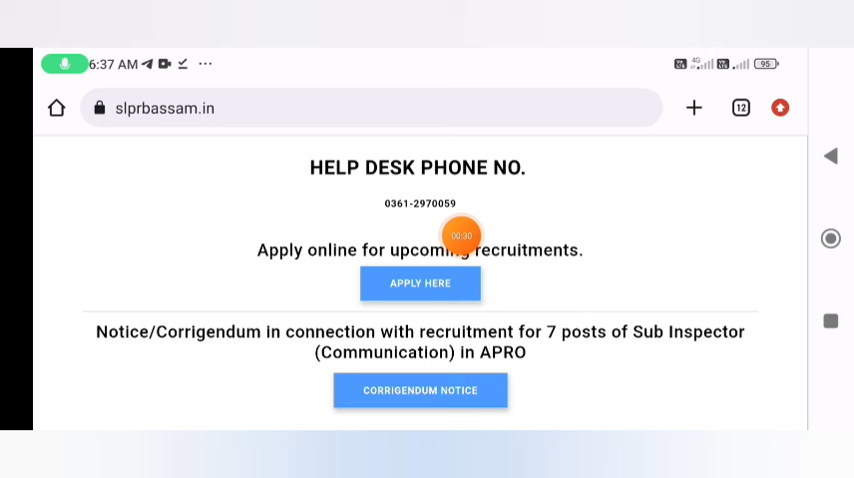 6:37 AM
4G
95
slprbassam.in
12
HELP DESK PHONE NO.
0361-2970059
00:30
Apply online for upcoming recruitments.
APPLY HERE
Notice/Corrigendum in connection with recruitment for 7 posts of Sub Inspector
(Communication) in APRO
CORRIGENDUM NOTICE